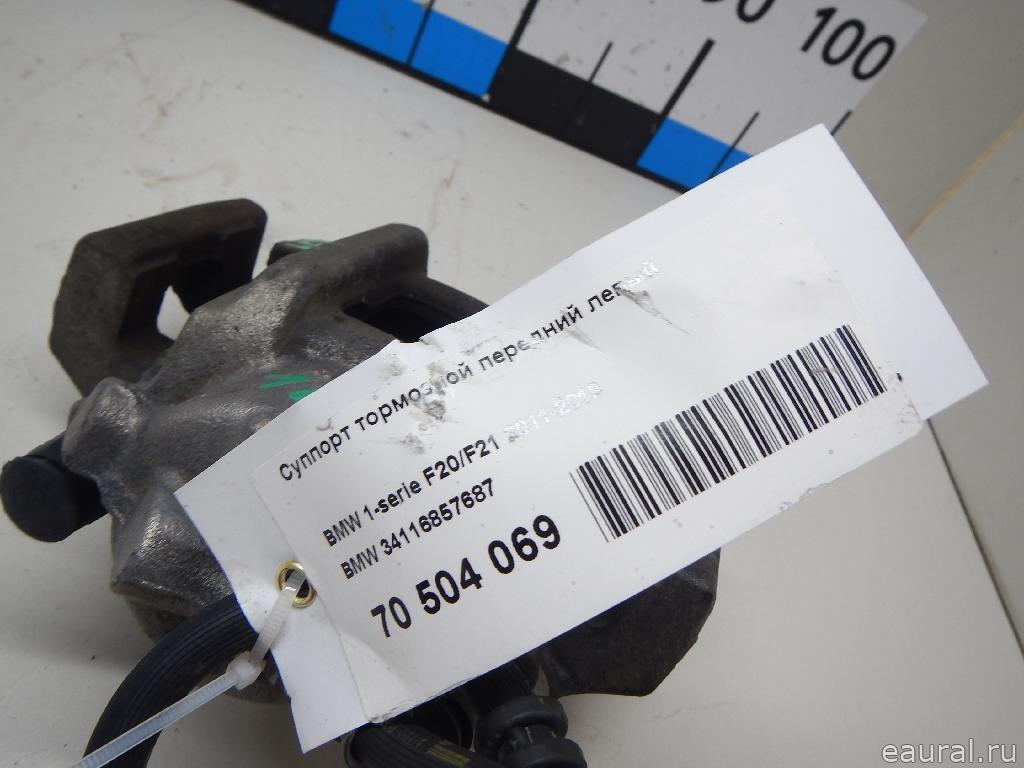 90 100
Суппорт тормозной передний левый
BMW 1-serie F20/F21 2011-2019
BMW 34116857687
70 504 069
eaural.ru